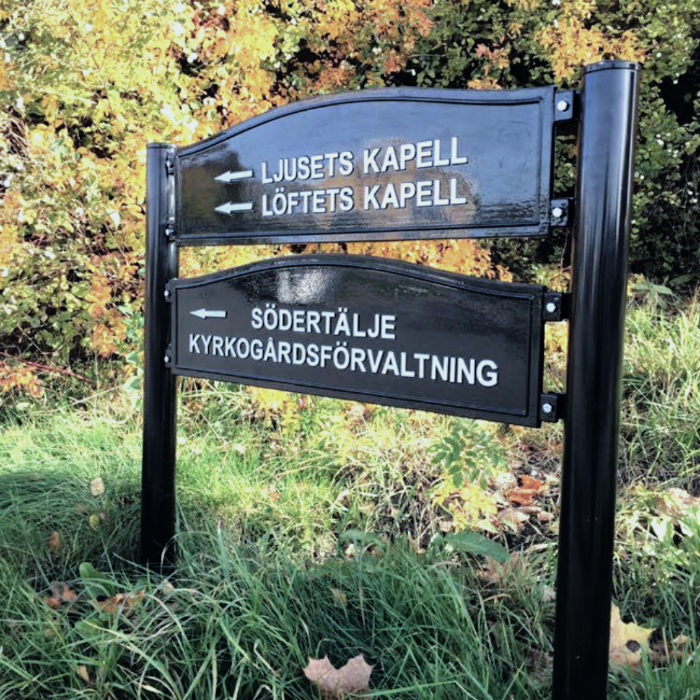 ← LJUSETS KAPELL
← LÖFTETS KAPELL
← SÖDERTÄLJE
KYRKOGÅRDSFÖRVALTNING